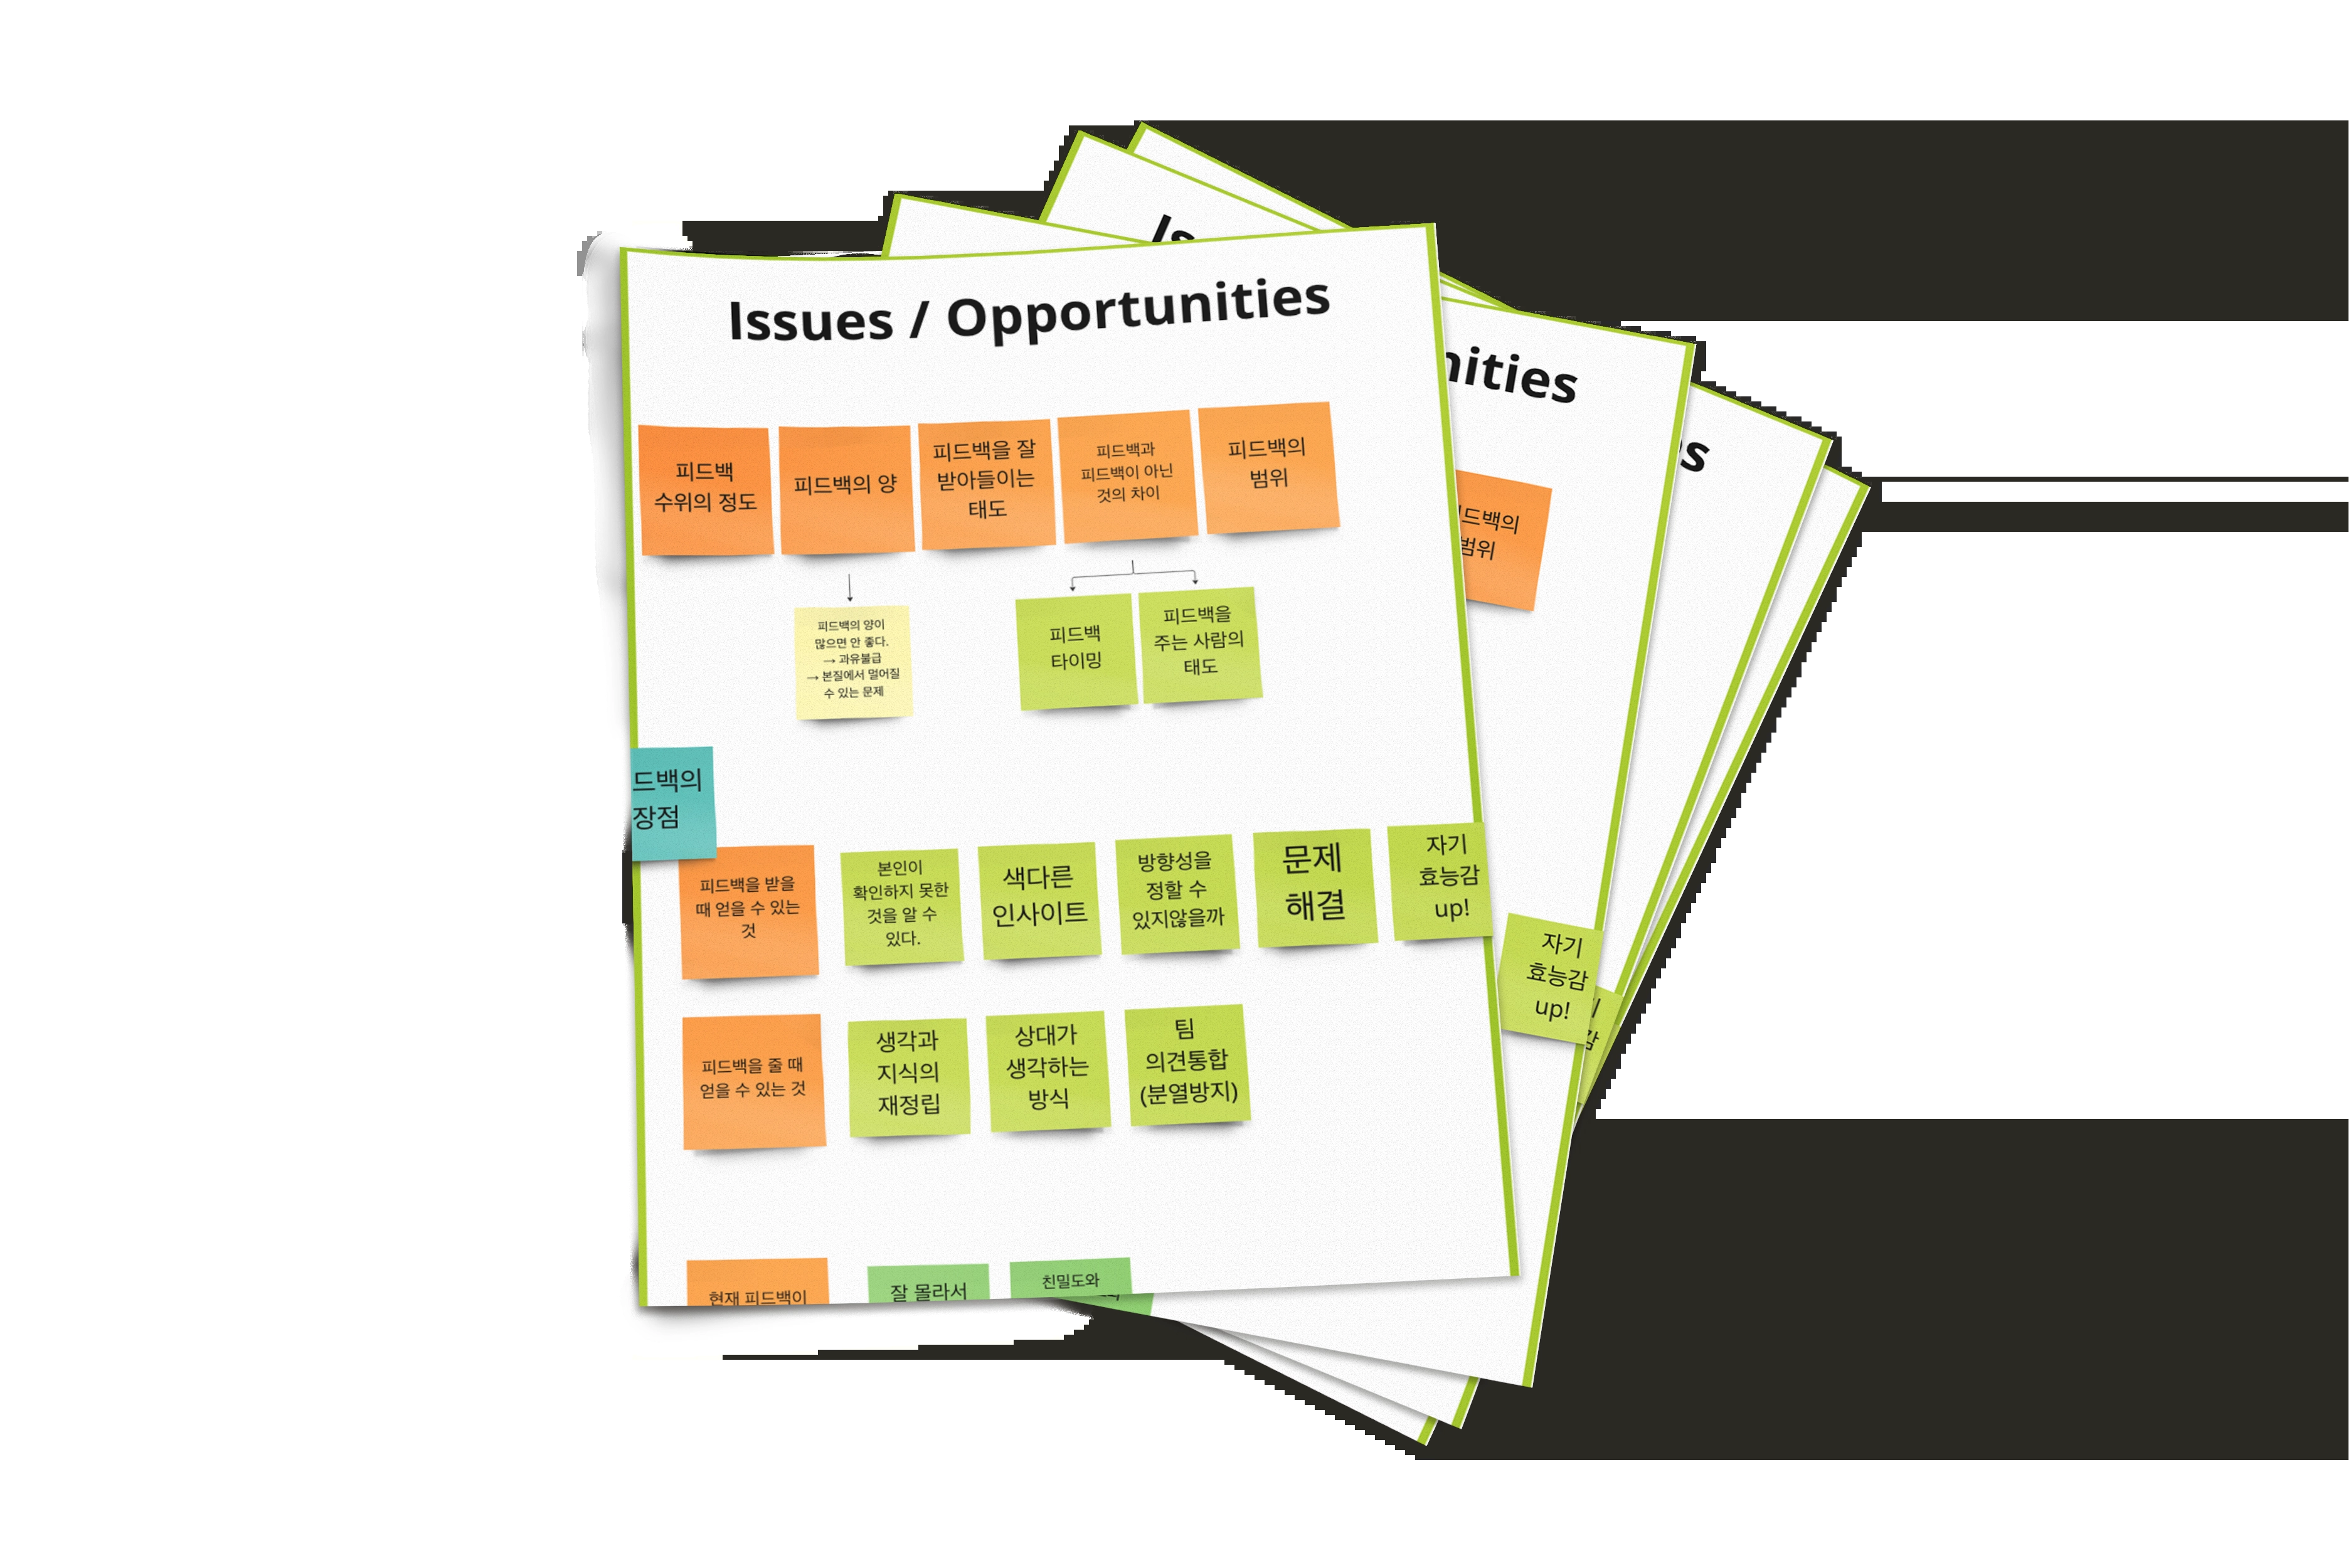 Issues / Opportunities
피드백
수위의 정도
피드백의 양
피드백을 잘
받아들이는
태도
피드백과
피드백이 아닌
것의 차이
피드백의
범위
피드백의 양이
많으면 안 좋다.
→ 과유불급
→ 본질에서 멀어질
수 있는 문제
피드백
타이밍
피드백을
주는 사람의
태도
드백의
장점
피드백을 받을
때 얻을 수 있는
것
본인이
확인하지 못한
것을 알 수
있다.
색다른
인사이트
방향성을
정할 수
있지않을까
문제
해결
자기
효능감
up!
피드백을 줄 때
얻을 수 있는 것
생각과
지식의
재정립
상대가
생각하는
방식
팀
의견통합
(분열방지)
현재 피드백이
잘 몰라서
친밀도와
Is
nities
드백의
범위
자기
효능감
up!
s